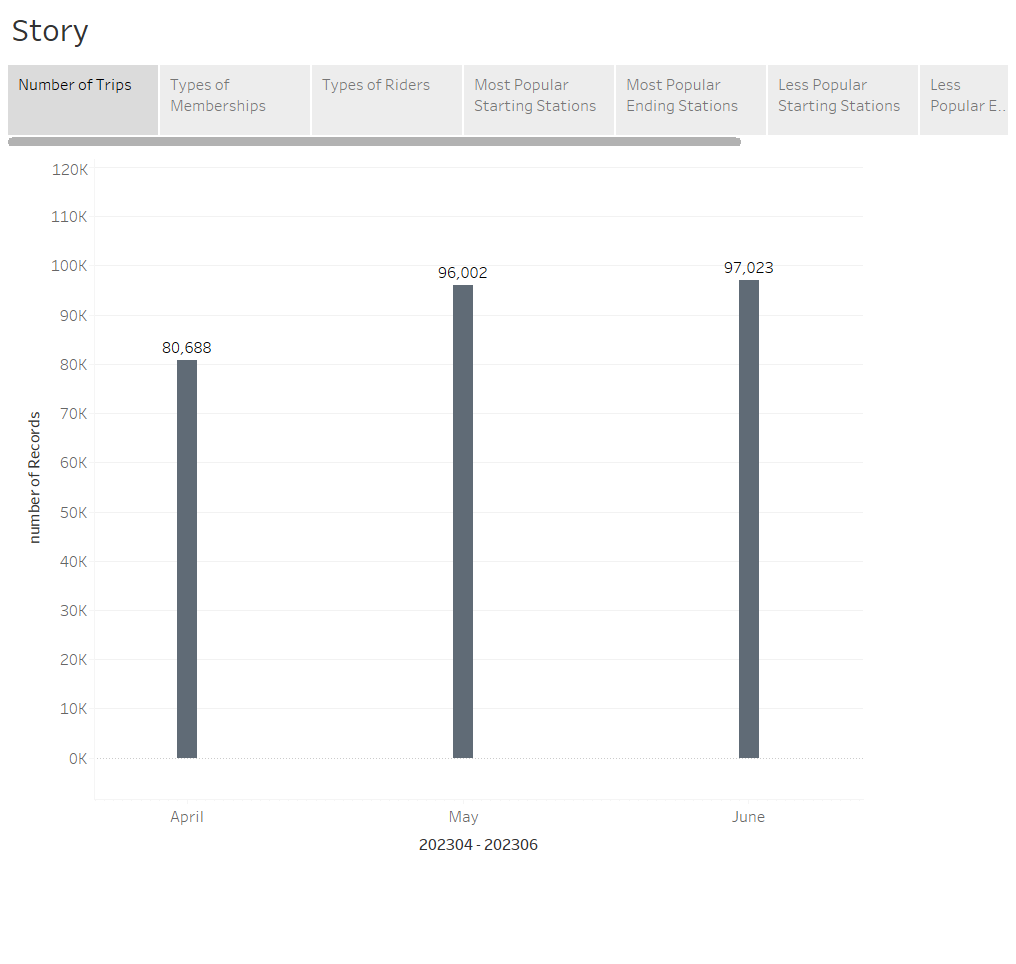 Story
Number of Trips
Types of
Memberships
Types of Riders
Most Popular
Starting Stations
Most Popular
Ending Stations
Less Popular
Starting Stations
Less
Popular E..
120K
110K
100K
90K
80K
70K
60K
50K
40K
30K
20K
10K
0K
number of Records
80,688
96,002
97,023
April
May
June
202304 - 202306